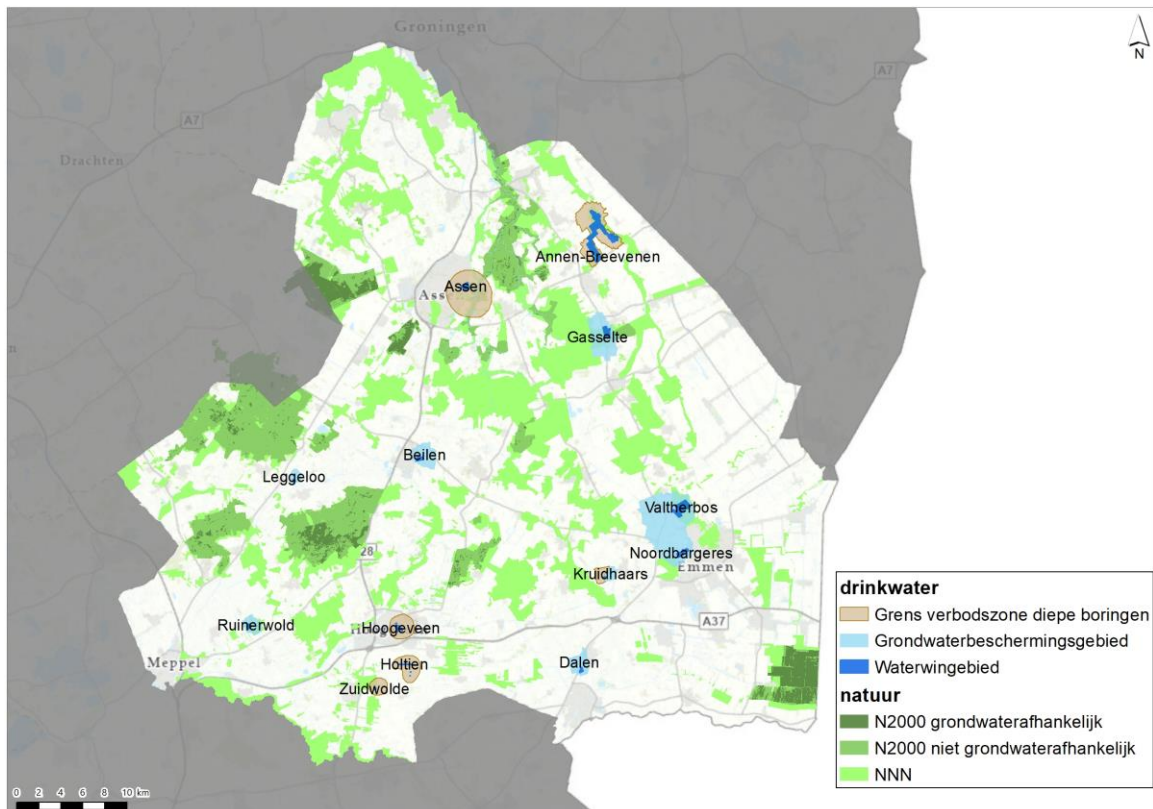 Groningen
N
A7
A7
Drachten
Annen-Breevenen
Assen
Gasselte
Beilen
Leggeloo
Valtherbos
Noordbargeres
Emmen
28
Kruidhaars
Ruinerwold
Hoogeveen
A37
Meppel
Holtien
Dalen
Zuidwolde
drinkwater
Grens verbodszone diepe boringen
Grondwaterbeschermingsgebied
Waterwingebied
natuur
N2000 grondwaterafhankelijk
N2000 niet grondwaterafhankelijk
NNN
0 2 4 6 8 10 km